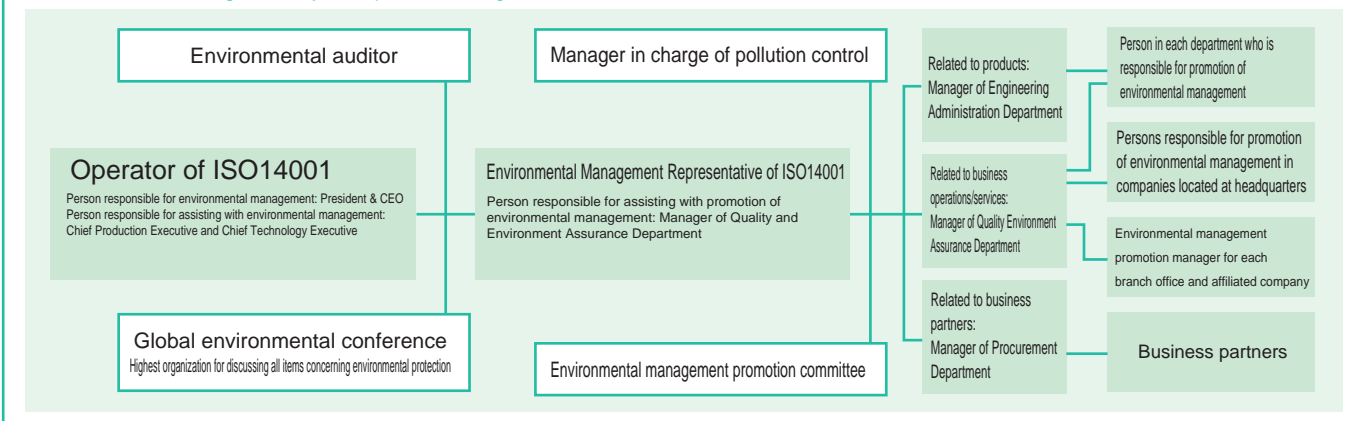 Environmental auditor
Manager in charge of pollution control
Operator of ISO14001
Person responsible for environmental management: President & CEO
Person responsible for assisting with environmental management:
Chief Production Executive and Chief Technology Executive
Environmental Management Representative of ISO14001
Person responsible for assisting with promotion of
environmental management: Manager of Quality and
Environment Assurance Department
Global environmental conference
Highest organization for discussing all items concerning environmental protection
Environmental management promotion committee
Related to products:
Manager of Engineering
Administration Department
Related to business
operations/services:
Manager of Quality Environment
Assurance Department
Related to business
partners:
Manager of Procurement
Department
Person in each department who is
responsible for promotion of
environmental management
Persons responsible for promotion
of environmental management in
companies located at headquarters
Environmental management
promotion manager for each
branch office and affiliated company
Business partners